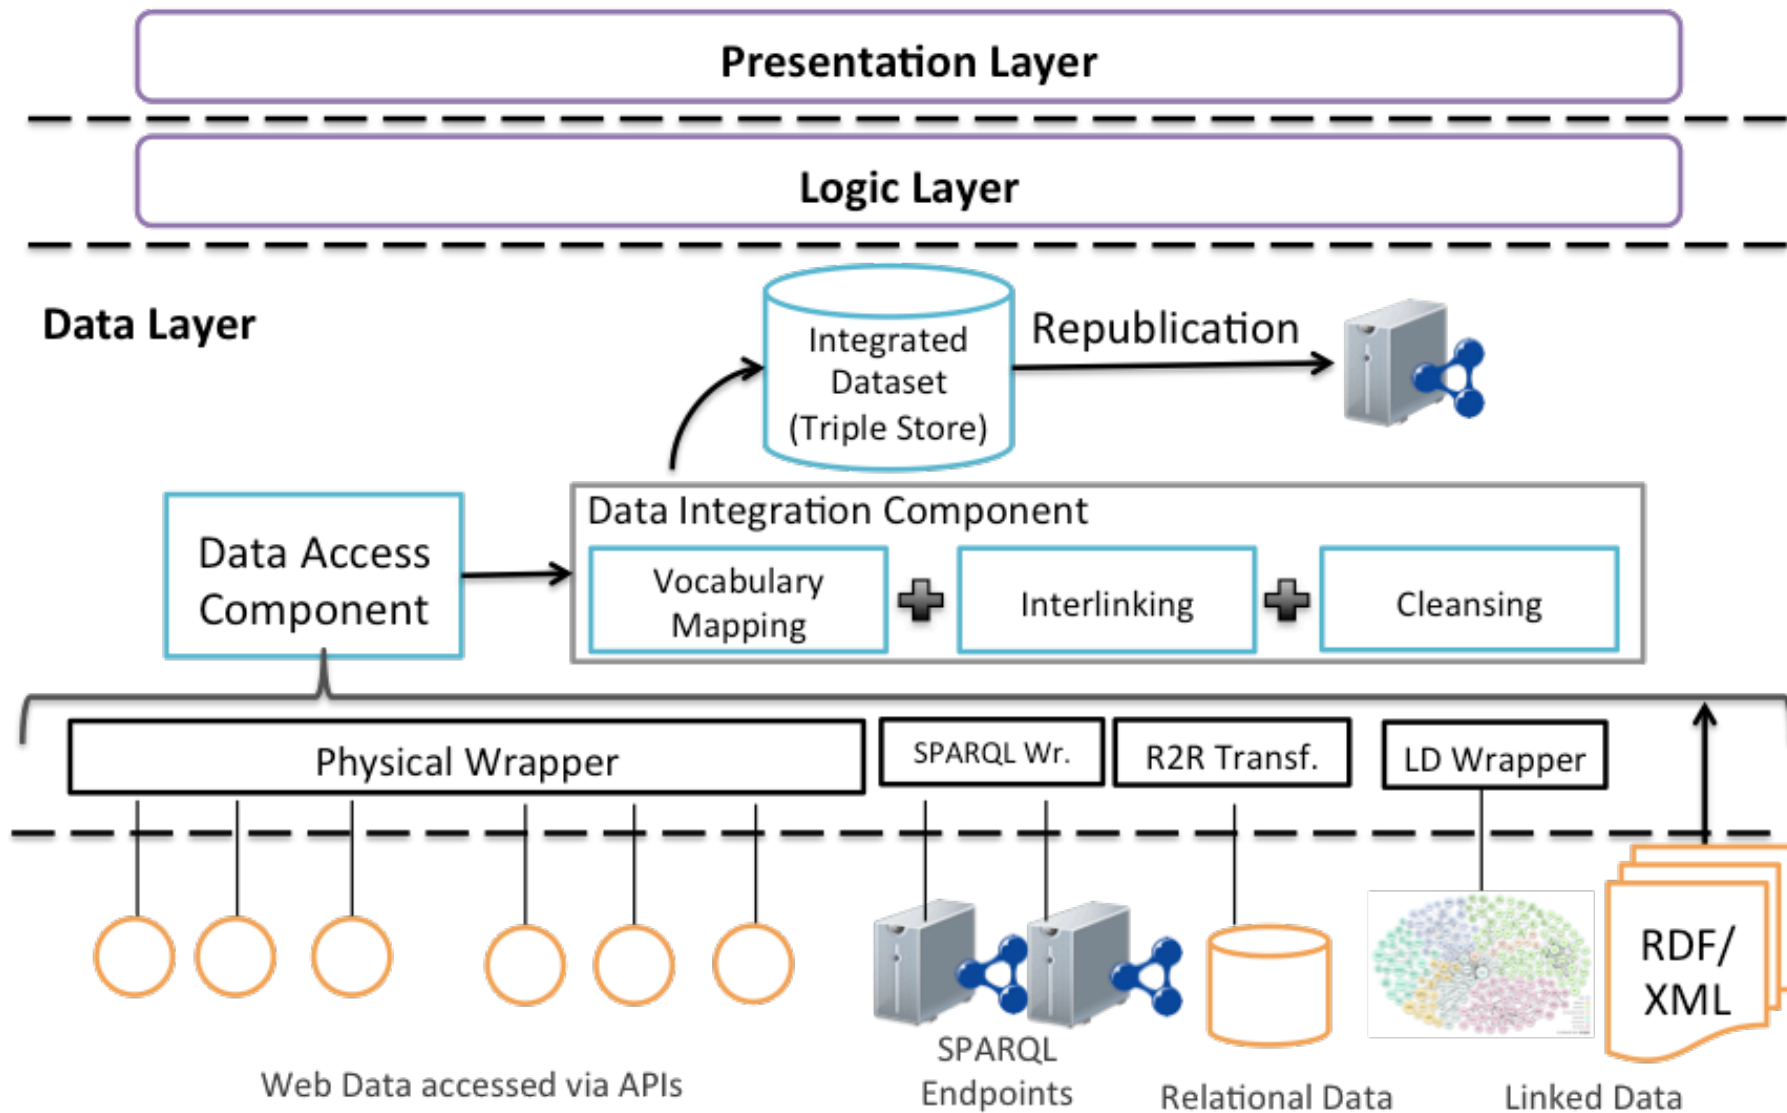 Presentation Layer
Logic Layer
Data Layer
Integrated
Dataset
(Triple Store)
Republication
Data Access
Component
Data Integration Component
Vocabulary
Mapping
Interlinking
Cleansing
Physical Wrapper
SPARQL Wr.
R2R Transf.
LD Wrapper
RDF/
XML
Web Data accessed via APIs
SPARQL
Endpoints
Relational Data
Linked Data